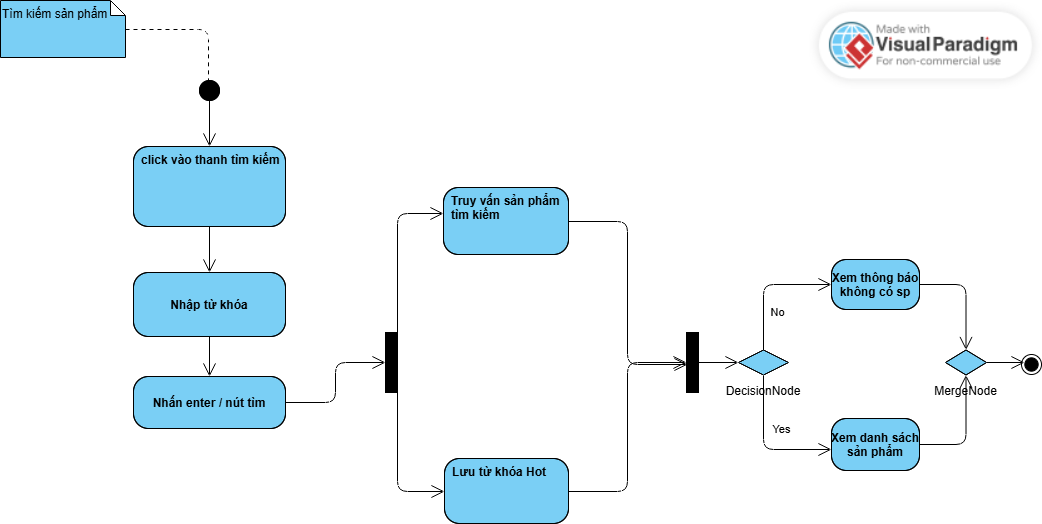 Tìm kiếm sản phẩm
Made with
Visual Paradigm
For non-commercial use
click vào thanh tìm kiếm
Truy vấn sản phẩm
tìm kiếm
Xem thông báo
không có sp
Nhập từ khóa
No
DecisionNode
MergeNode
Nhấn enter / nút tìm
Yes
Xem danh sách
sản phẩm
Lưu từ khóa Hot